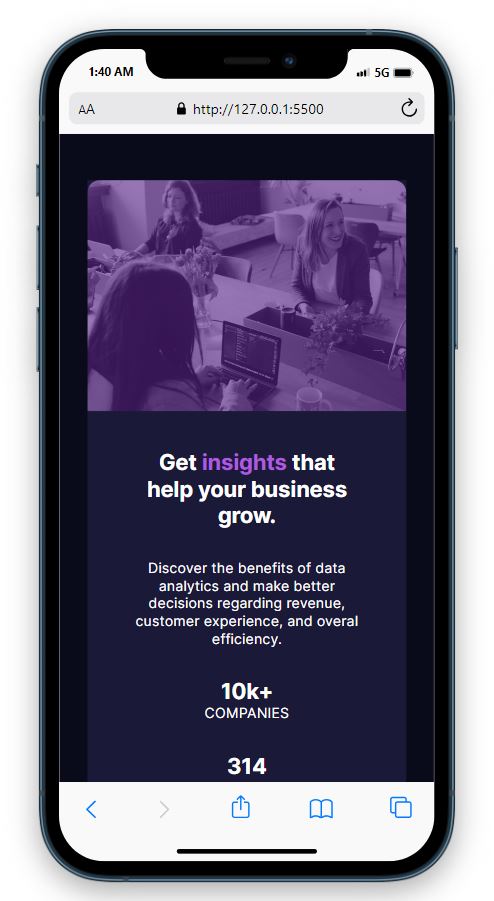 1:40 AM
5G
AA
http://127.0.0.1:5500
Get insights that
help your business
grow.
Discover the benefits of data
analytics and make better
decisions regarding revenue,
customer experience, and overal
efficiency.
10k+
COMPANIES
314